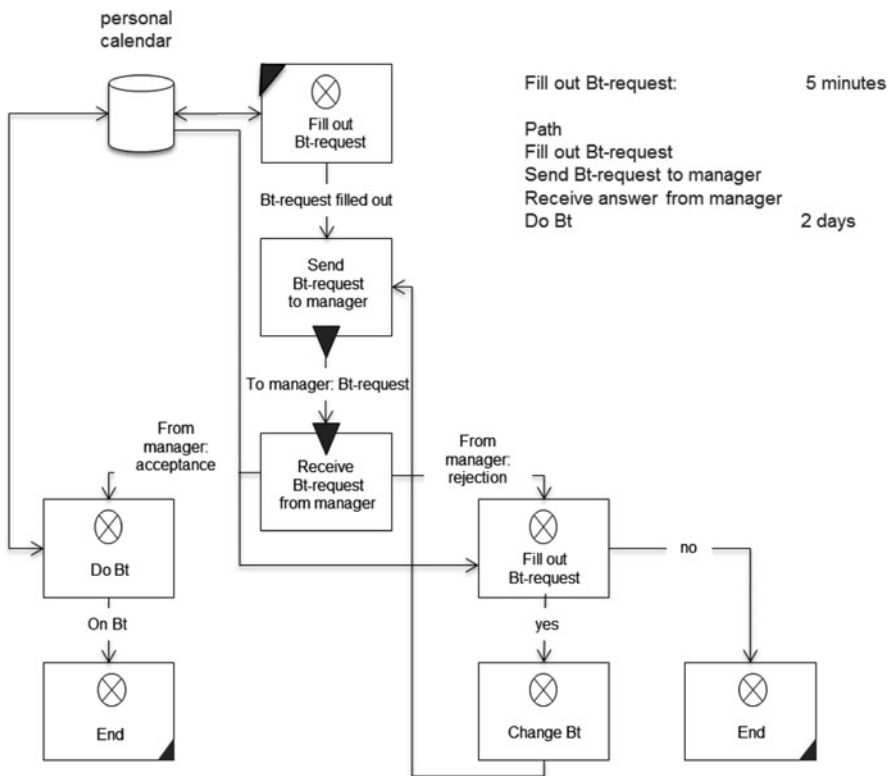 personal
calendar
Fill out
Bt-request
Fill out Bt-request: 5 minutes
Path
Fill out Bt-request
Send Bt-request to manager
Receive answer from manager
Do Bt 2 days
Bt-request filled out
Send
Bt-request
to manager
To manager: Bt-request
From
manager:
acceptance
Receive
Bt-request
from manager
From
manager:
rejection
Do Bt
Fill out
Bt-request
no
On Bt
yes
End
Change Bt
End